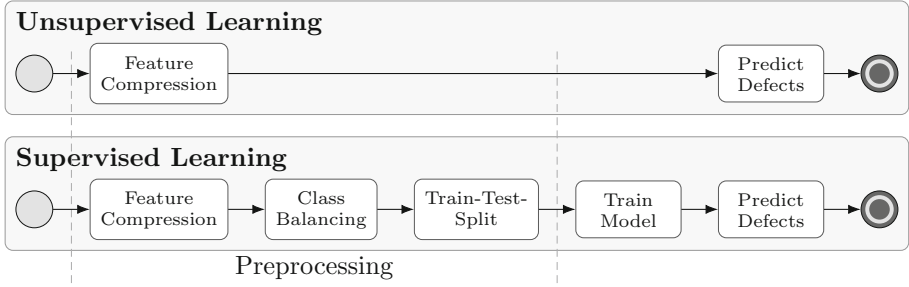 Unsupervised Learning
Feature
Compression
Predict
Defects
Supervised Learning
Feature
Compression
Class
Balancing
Train-Test-
Split
Train
Model
Predict
Defects
Preprocessing